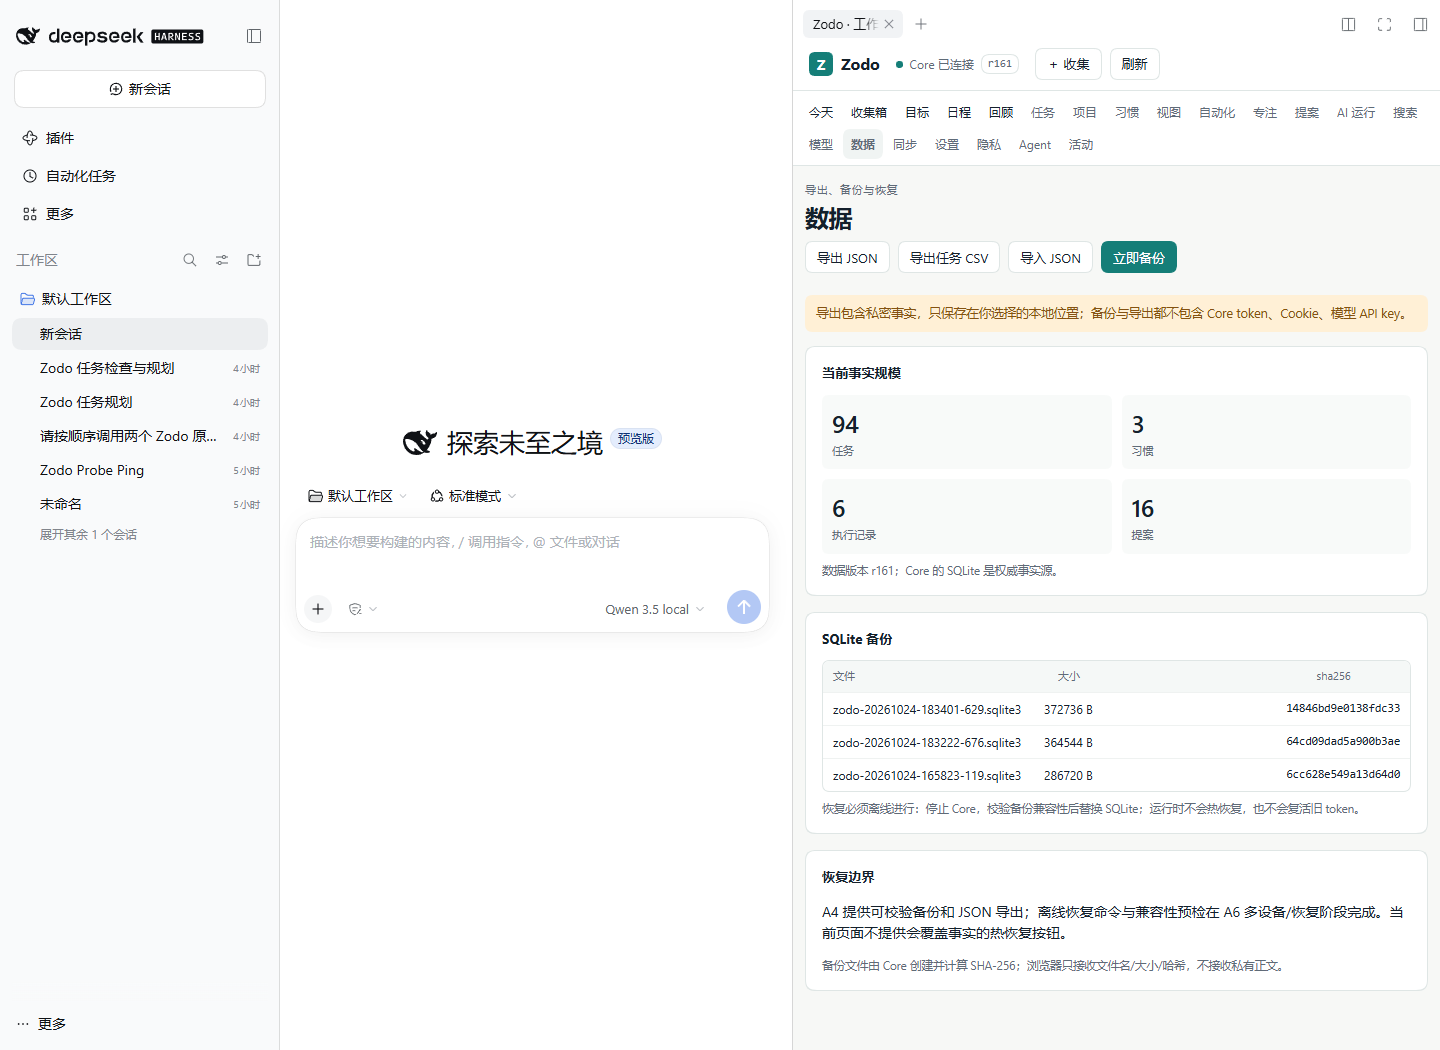 deepseek HARNESS
新会话
插件
自动化任务
更多
工作区
默认工作区
新会话
Zodo 任务检查与规划 4小时
Zodo 任务规划 4小时
请按顺序调用两个 Zodo 原... 4小时
Zodo Probe Ping 5小时
未命名 5小时
展开其余 1 个会话
更多
探索未至之境 预览版
默认工作区 标准模式
描述你想要构建的内容, / 调用指令, @ 文件或对话
Qwen 3.5 local
Zodo · 工作
Z Zodo Core 已连接 r161 + 收集 刷新
今天 收集箱 目标 日程 回顾 任务 项目 习惯 视图 自动化 专注 提案 AI 运行 搜索
模型 数据 同步 设置 隐私 Agent 活动
导出、备份与恢复
数据
导出 JSON 导出任务 CSV 导入 JSON 立即备份
导出包含私密事实，只保存在你选择的本地位置；备份与导出都不包含 Core token、Cookie、模型 API key。
当前事实规模
94 3
任务 习惯
6 16
执行记录 提案
数据版本 r161；Core 的 SQLite 是权威事实源。
SQLite 备份
文件 大小 sha256
zodo-20261024-183401-629.sqlite3 372736 B 14846bd9e0138fdc33
zodo-20261024-183222-676.sqlite3 364544 B 64cd09dad5a900b3ae
zodo-20261024-165823-119.sqlite3 286720 B 6cc628e549a13d64d0
恢复必须离线进行：停止 Core，校验备份兼容性后替换 SQLite；运行时不会热恢复，也不会复活旧 token。
恢复边界
A4 提供可校验备份和 JSON 导出；离线恢复命令与兼容性预检在 A6 多设备/恢复阶段完成。当
前页面不提供会覆盖事实的热恢复按钮。
备份文件由 Core 创建并计算 SHA-256；浏览器只接收文件名/大小/哈希，不接收私有正文。